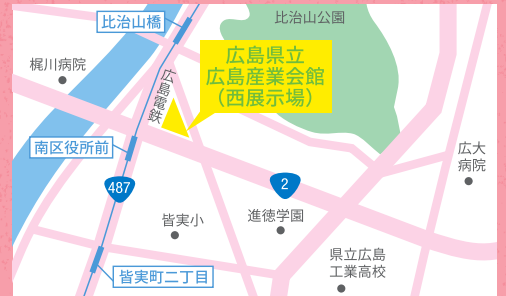 比治山橋
比治山公園
梶川病院
広島電鉄
広島県立
広島産業会館
（西展示場）
南区役所前
広大
病院
487
2
皆実小
進徳学園
県立広島
工業高校
皆実町二丁目